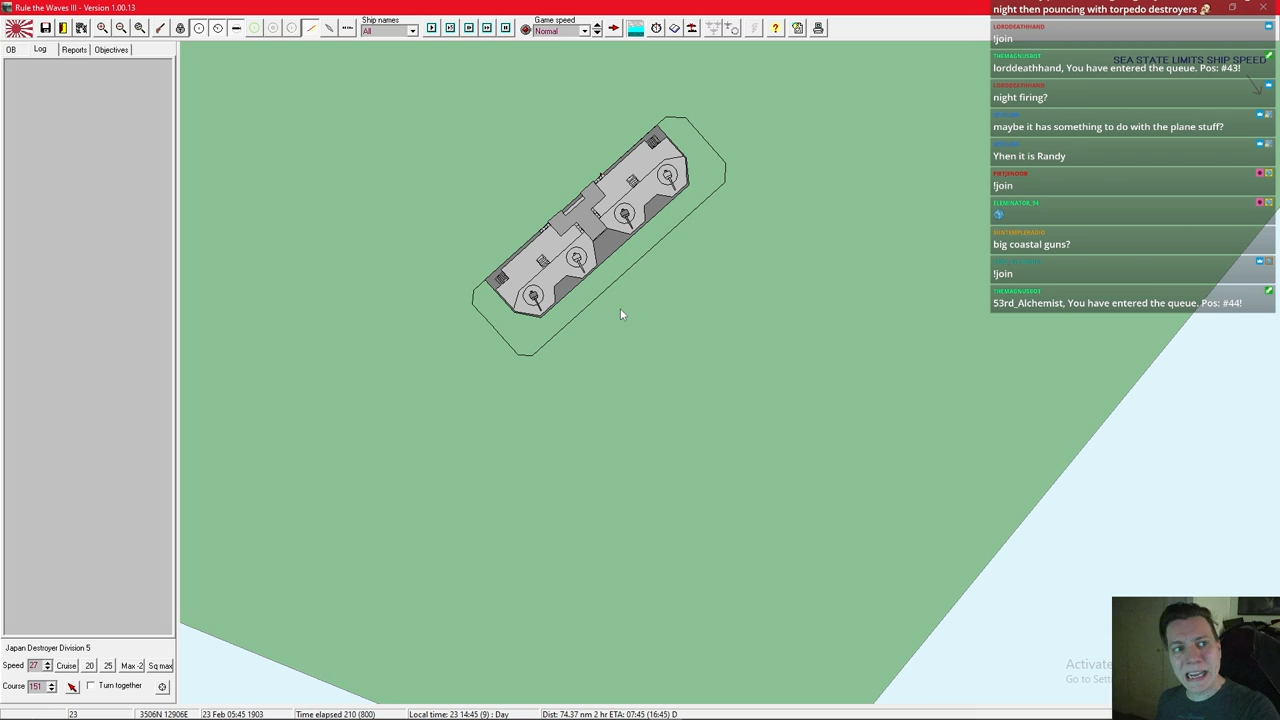 Rule the Waves III - Version 1.00.13
Ship names
All
Game speed
Normal
OB
Log
Reports
Objectives
night then pouncing with torpedo destroyers
LORDDEATHHAND
!join
THEMAGNUSBOT
SEA STATE LIMITS SHIP SPEED
lorddeathhand, You have entered the queue. Pos: #43!
LORDDEATHHAND
night firing?
maybe it has something to do with the plane stuff?
Yhen it is Randy
PIETJENOOB
!join
ELEMINATOR_94
big coastal guns?
!join
THEMAGNUSBOT
53rd_Alchemist, You have entered the queue. Pos: #44!
Japan Destroyer Division 5
Speed 27 Cruise 20 25 Max -2 Sq max
Course 151 Turn together
Activate
Go to Sett
23
3506N 12906E
23 Feb 05:45 1903
Time elapsed 210 (800)
Local time: 23 14:45 (9) : Day
Dist: 74.37 nm 2 hr ETA: 07:45 (16:45) D